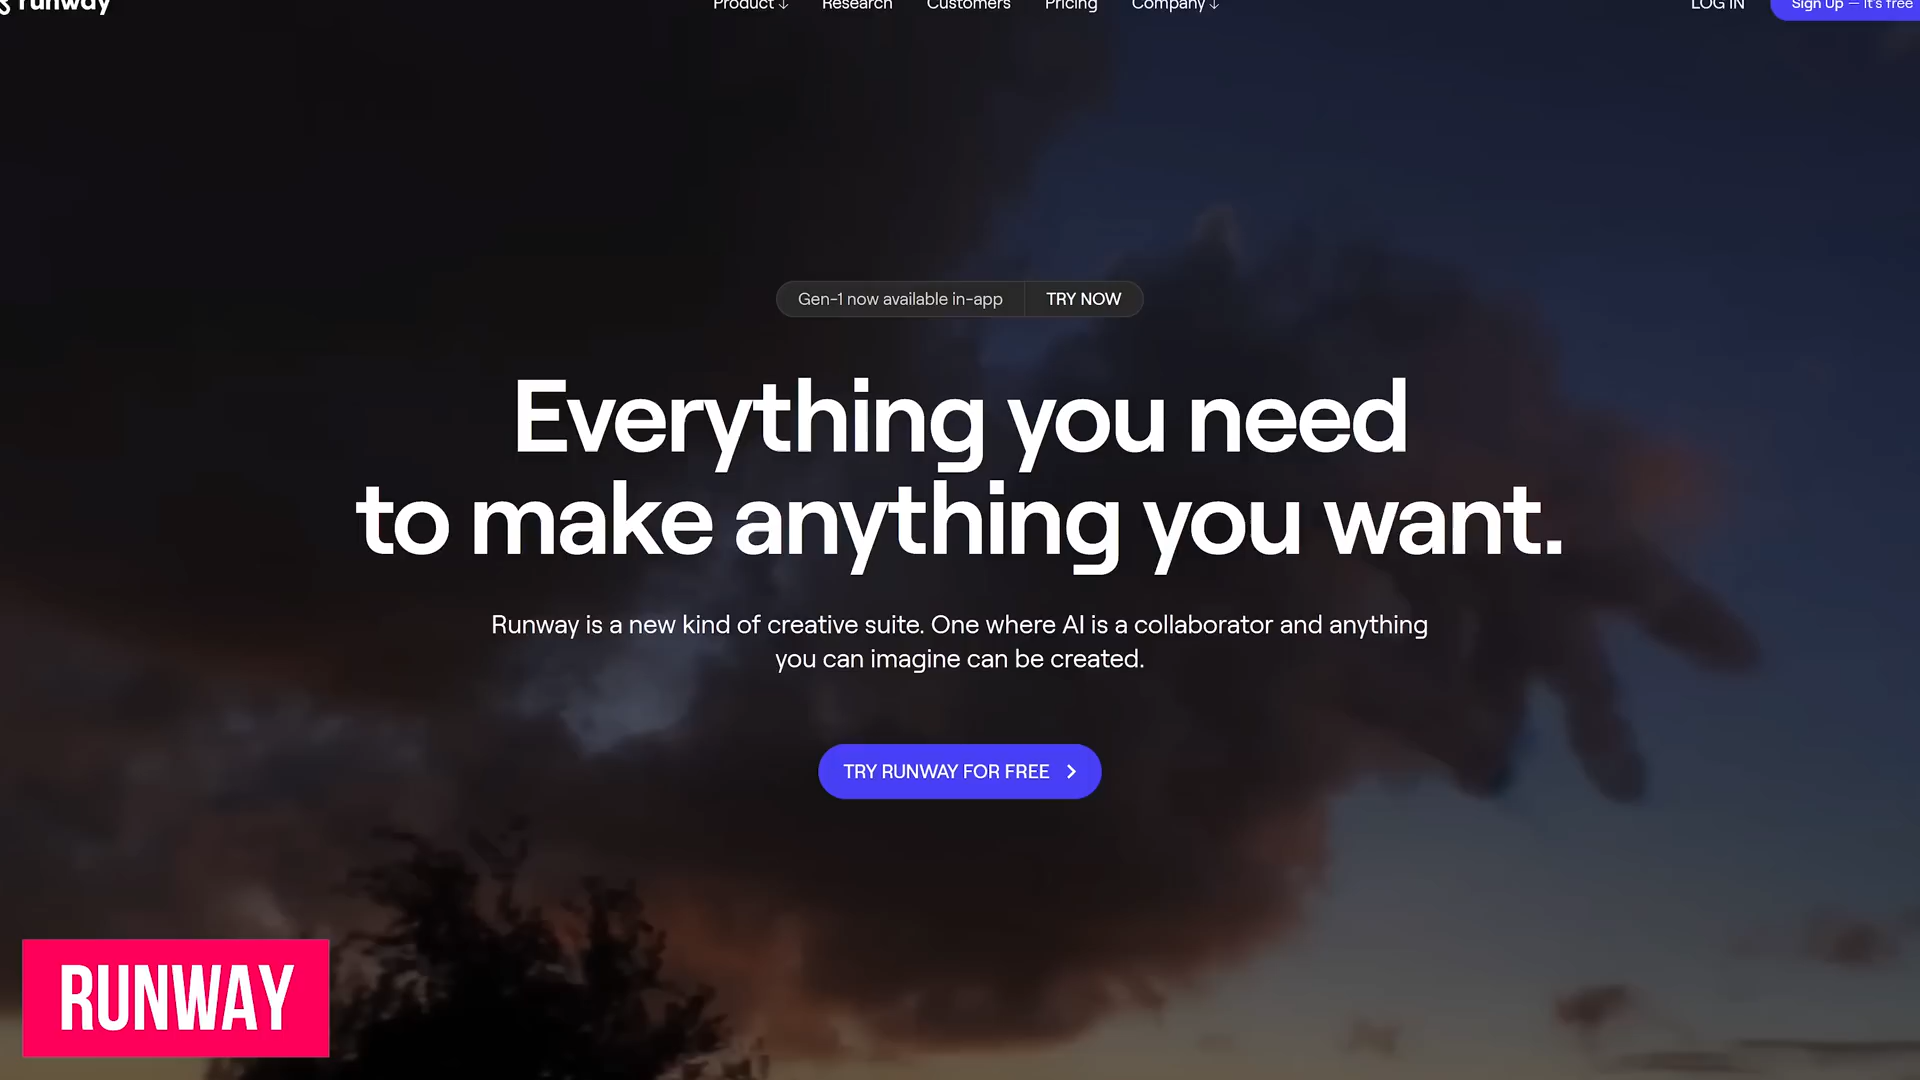 runway
Product ↓ Research Customers Pricing Company ↓ LOG IN Sign Up — It's free
Gen-1 now available in-app TRY NOW
Everything you need
to make anything you want.
Runway is a new kind of creative suite. One where AI is a collaborator and anything
you can imagine can be created.
TRY RUNWAY FOR FREE
RUNWAY